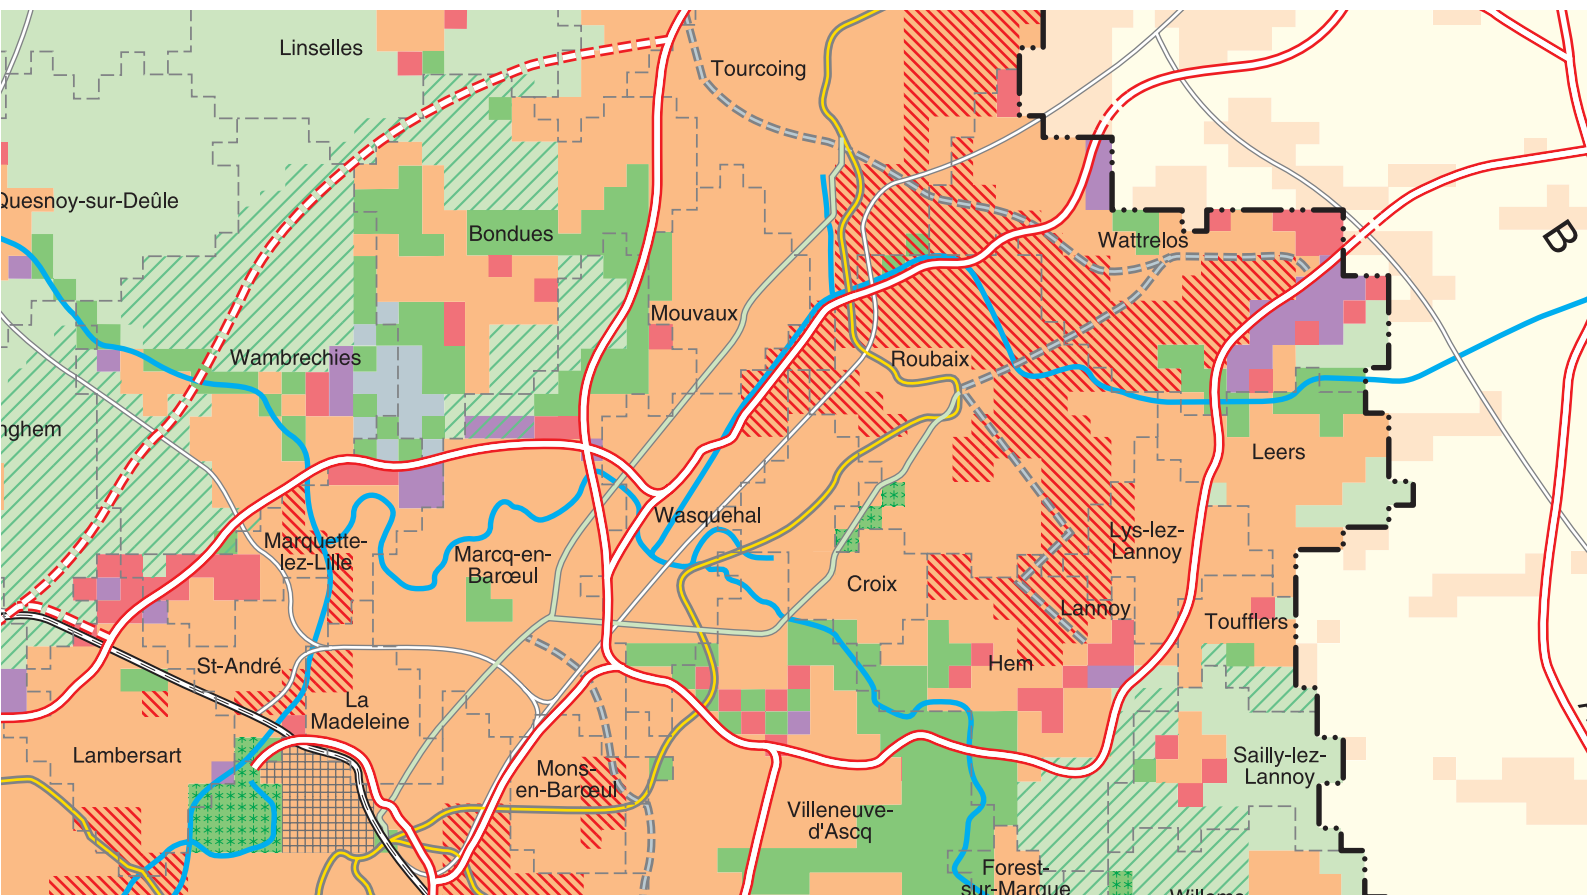 Linselles
Tourcoing
Quesnoy-sur-Deûle
Bondues
Wattrelos
B
Mouvaux
Wambrechies
Roubaix
nghem
Leers
Wasquehal
Marquette-
lez-Lille
Marcq-en-
Barœul
Lys-lez-
Lannoy
Croix
Lannoy
Toufflers
St-André
Hem
La
Madeleine
Lambersart
Mons-
en-Barœul
Sailly-lez-
Lannoy
Villeneuve-
d'Ascq
Forest-
sur-Marque
Willems